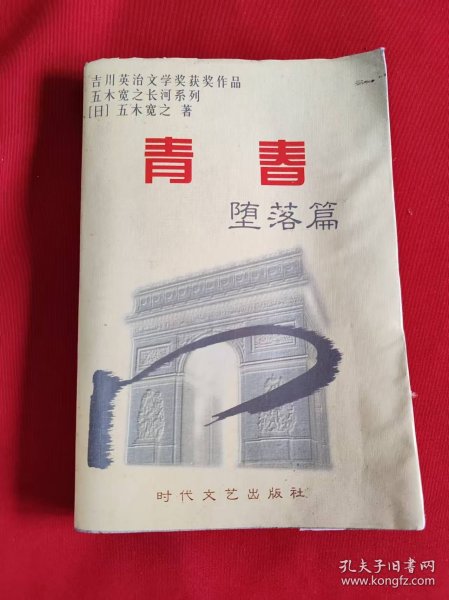 吉川英治文学奖获奖作品
五木宽之长河系列
[日] 五木宽之 著
青春
堕落篇
时代文艺出版社
孔夫子旧书网
www.kongfz.com